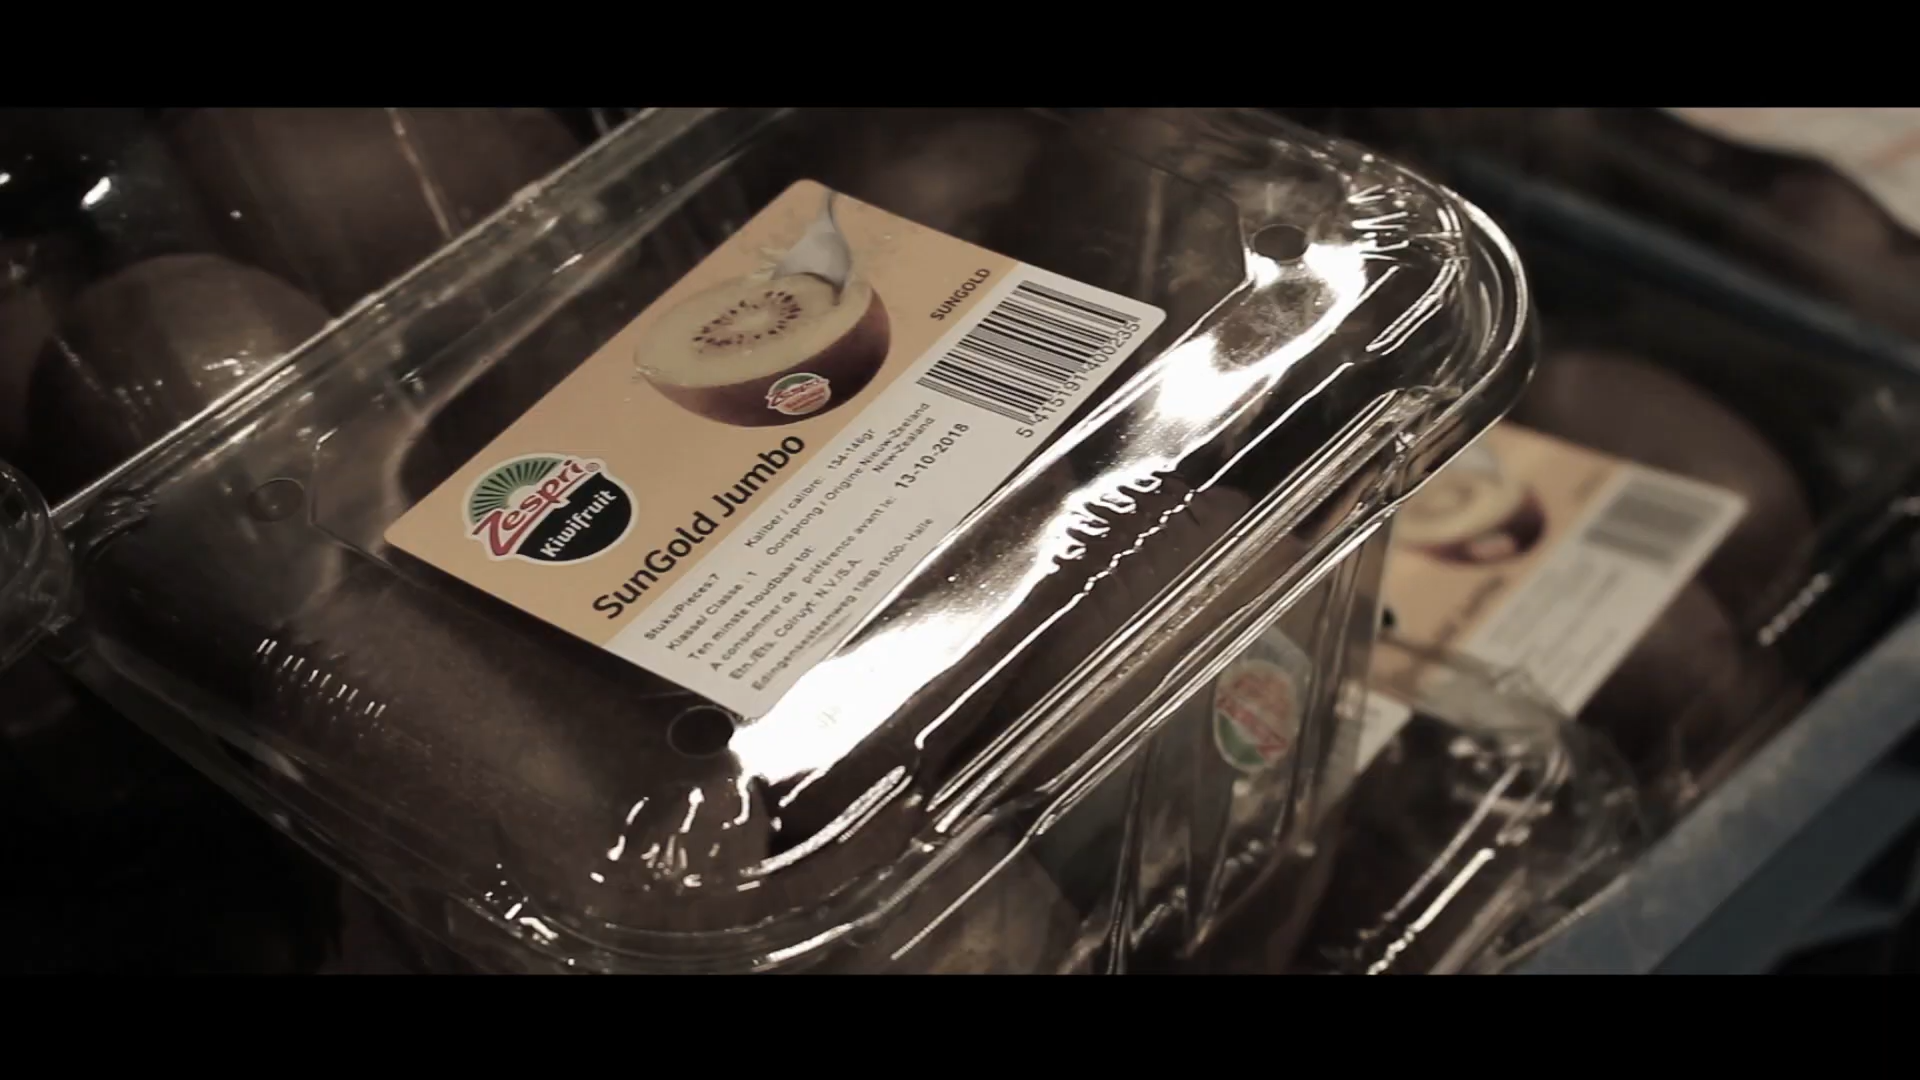 Zespri®
Kiwifruit
SunGold Jumbo
SUNGOLD
Zespri
5 415191 400235
Stuks/Pieces:7
Kaliber / calibre: 134-146gr
Klasse/ Classe : 1
Oorsprong / Origine Nieuw-Zeeland
New-Zealand
Ten minste houdbaar tot:
A consommer de préférence avant le: 13-10-2018
Etn./Ets. Colruyt N.V./S.A
Edingensesteenweg 196B-1500- Halle
Zespri